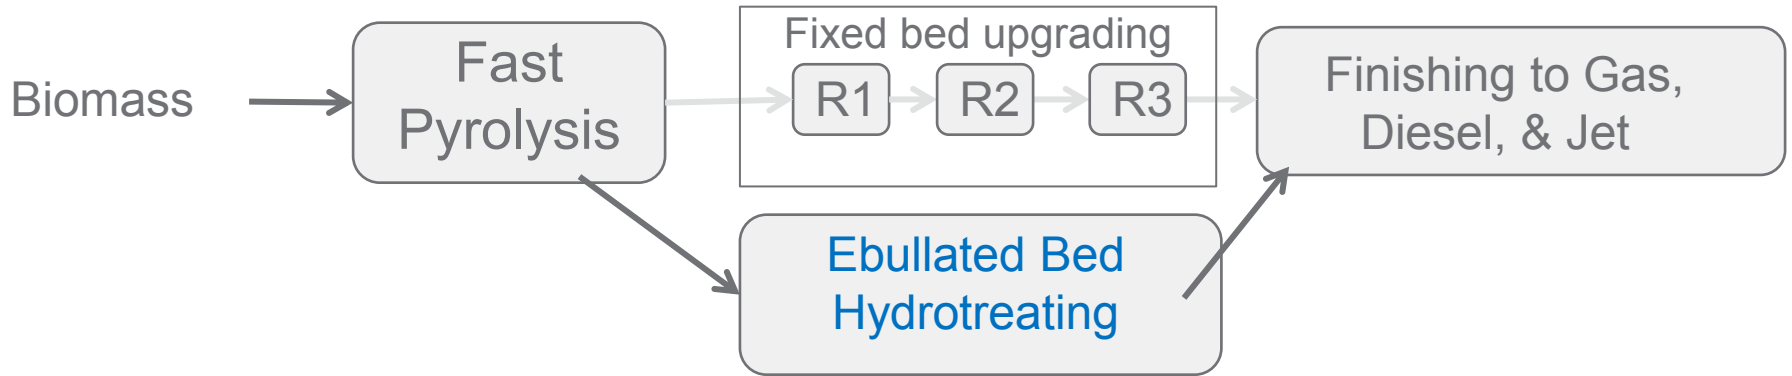 Biomass
Fast
Pyrolysis
Fixed bed upgrading
R1
R2
R3
Ebullated Bed
Hydrotreating
Finishing to Gas,
Diesel, & Jet